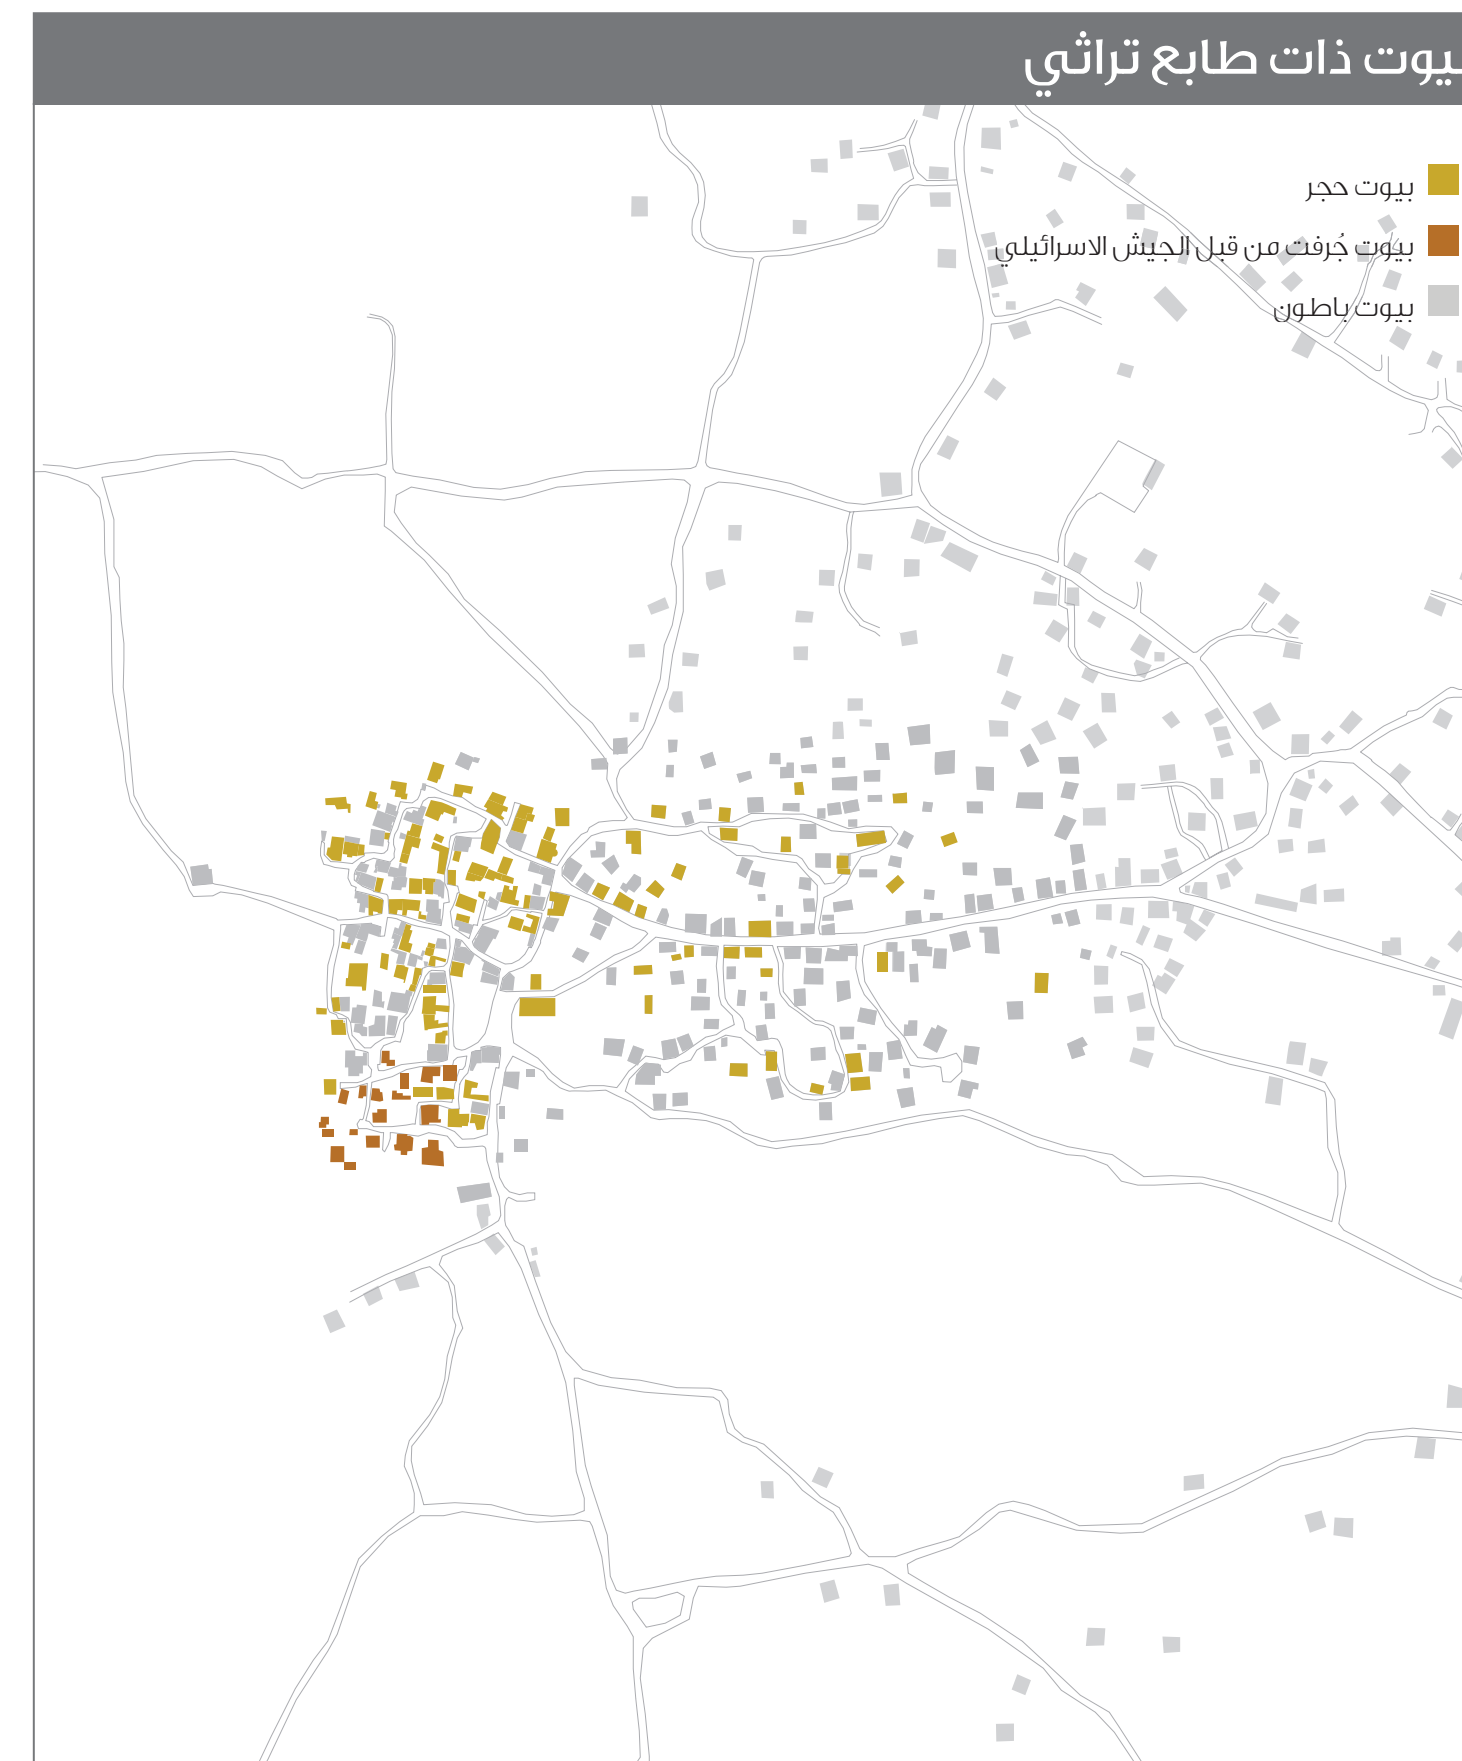 بيوت ذات طابع تراثي
بيوت حجر
بيوت جُرفت من قبل الجيش الاسرائيلي
بيوت باطون